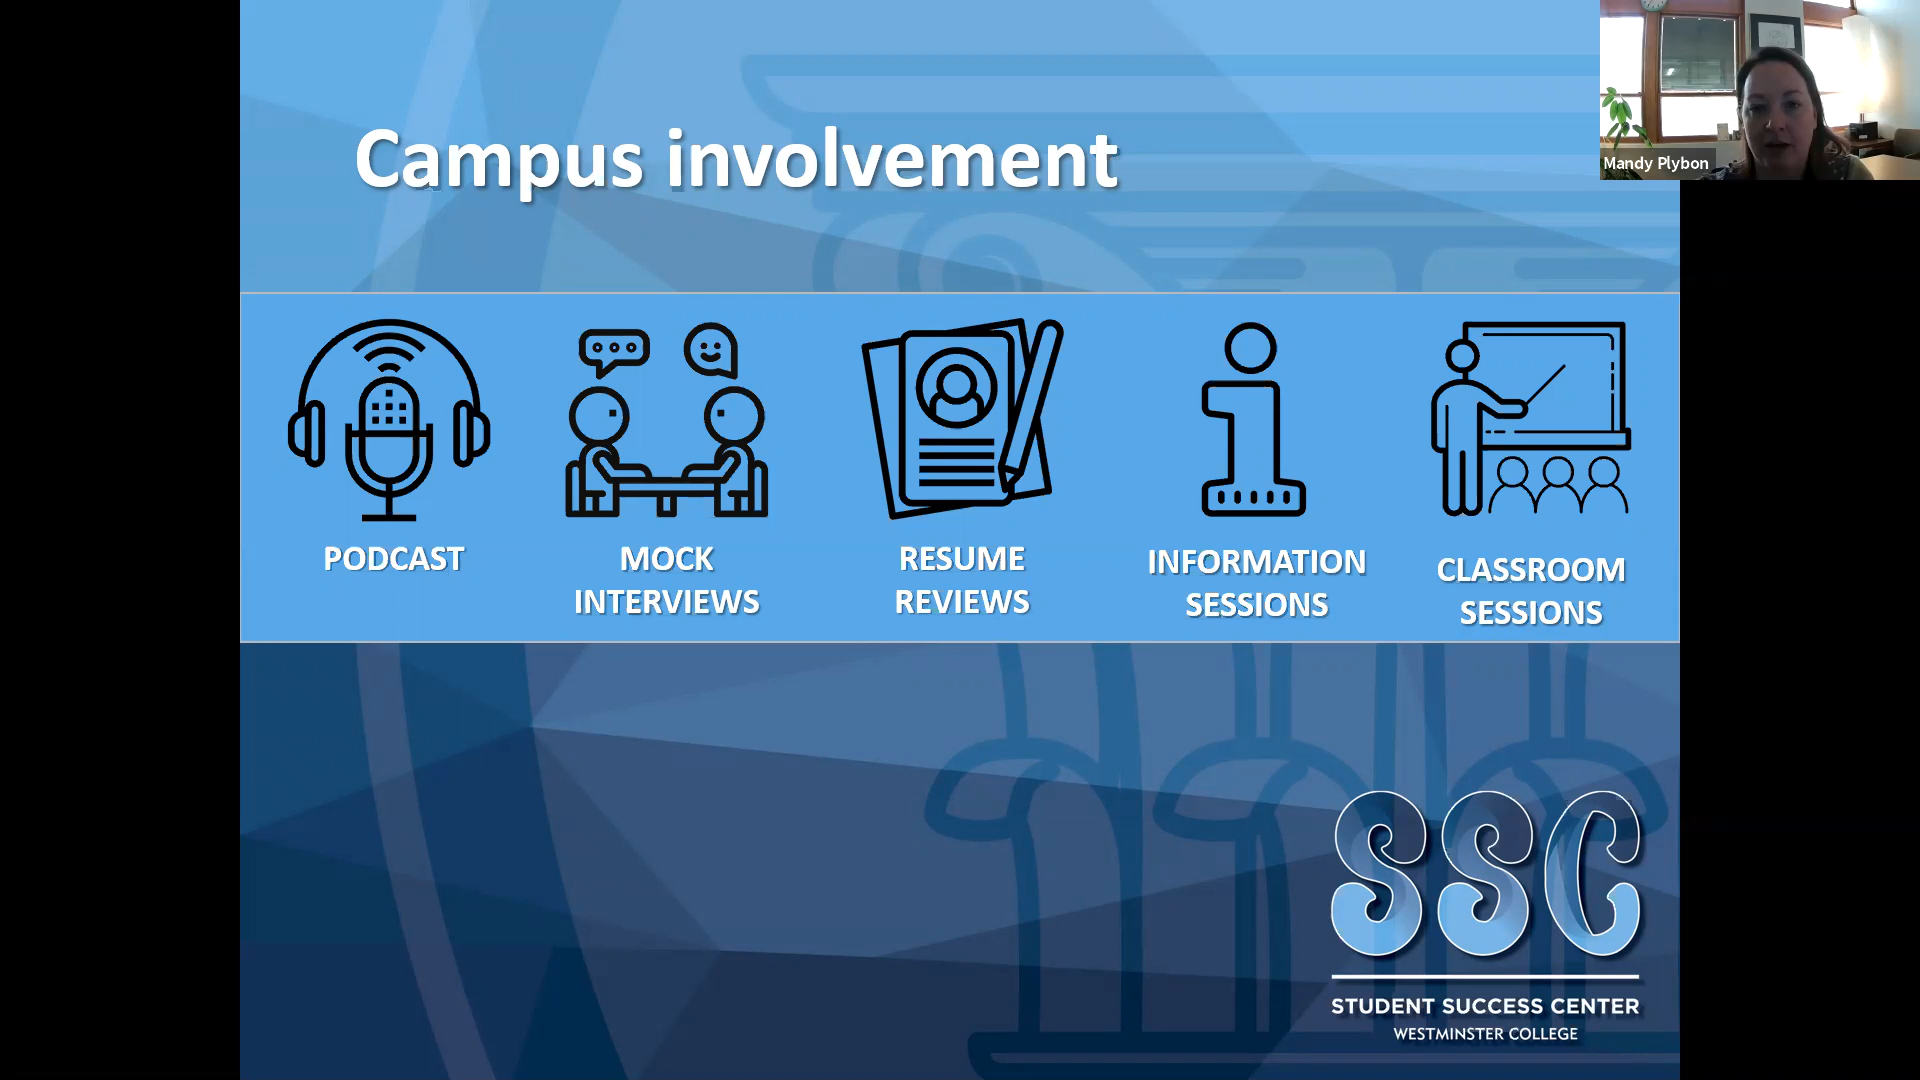 Campus involvement
Mandy Plybon
PODCAST
MOCK
INTERVIEWS
RESUME
REVIEWS
INFORMATION
SESSIONS
CLASSROOM
SESSIONS
SSC
STUDENT SUCCESS CENTER
WESTMINSTER COLLEGE